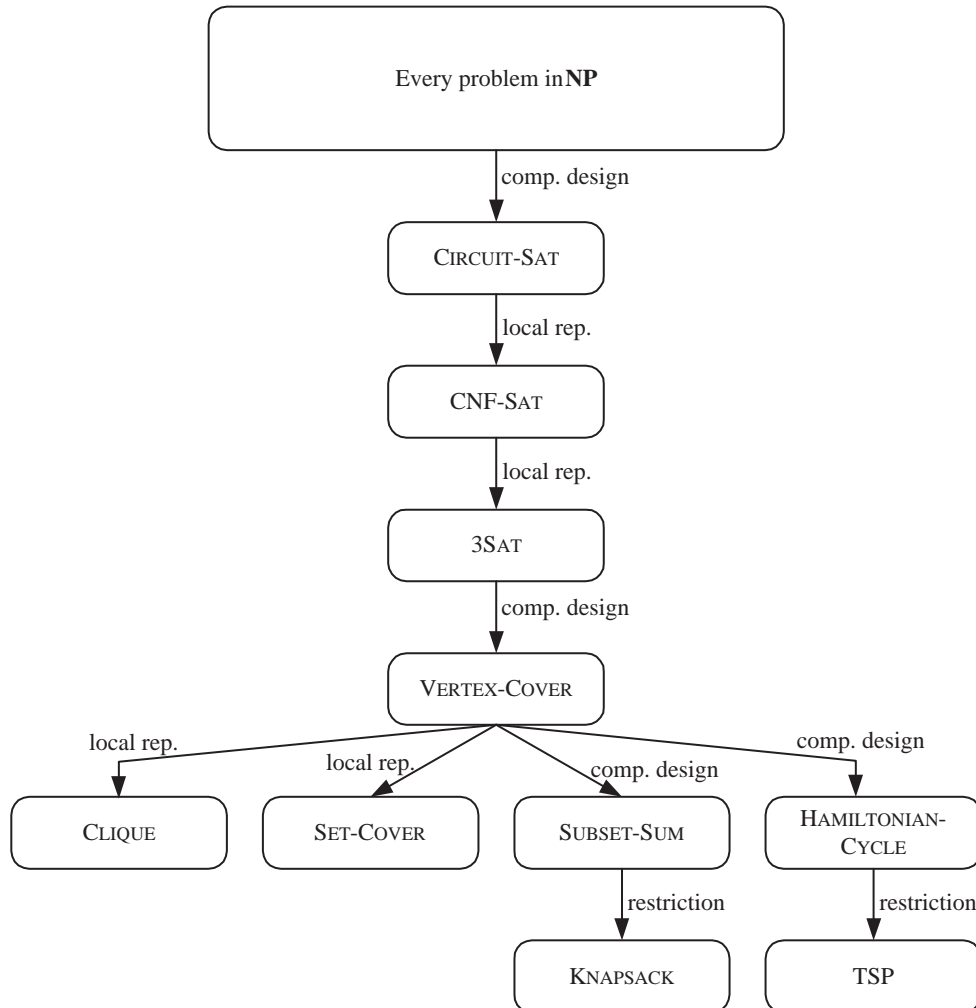 Every problem in NP
comp. design
CIRCUIT-SAT
local rep.
CNF-SAT
local rep.
3SAT
comp. design
VERTEX-COVER
local rep.
local rep.
comp. design
comp. design
CLIQUE
SET-COVER
SUBSET-SUM
HAMILTONIAN-
CYCLE
restriction
restriction
KNAPSACK
TSP